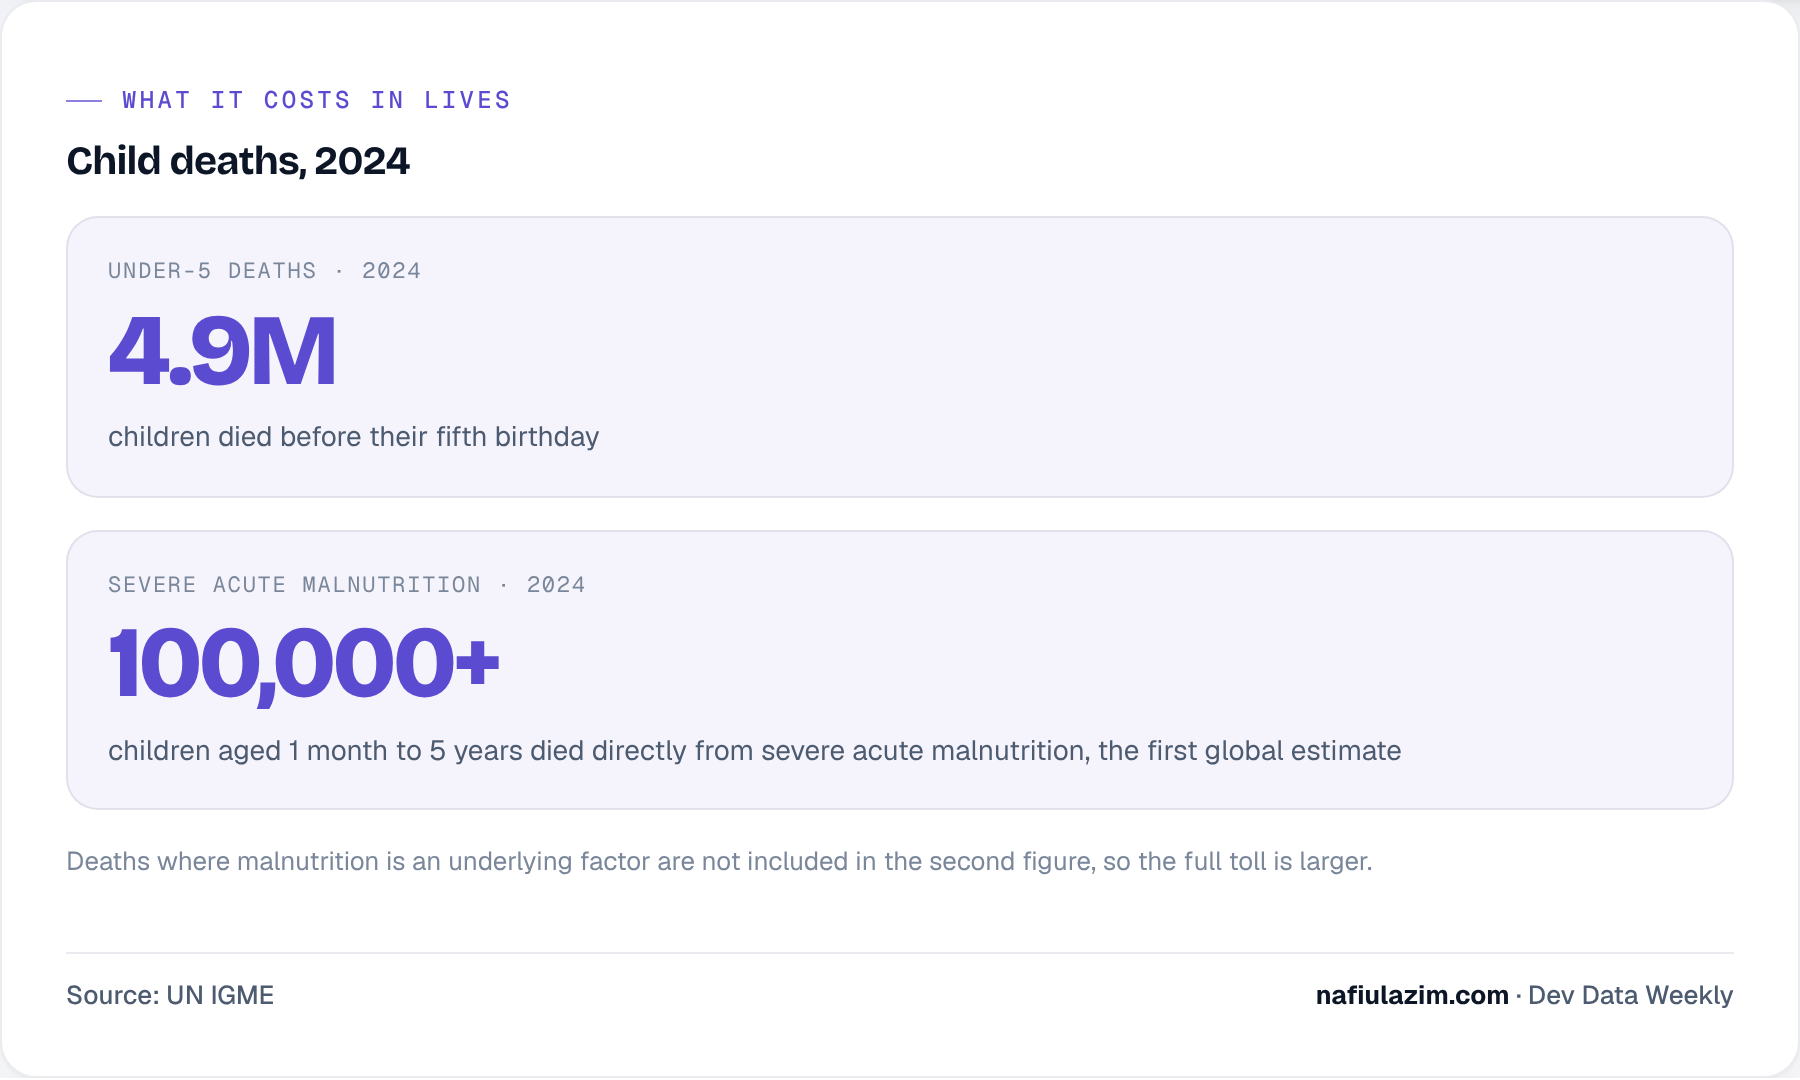 WHAT IT COSTS IN LIVES
Child deaths, 2024
UNDER-5 DEATHS · 2024
4.9M
children died before their fifth birthday
SEVERE ACUTE MALNUTRITION · 2024
100,000+
children aged 1 month to 5 years died directly from severe acute malnutrition, the first global estimate
Deaths where malnutrition is an underlying factor are not included in the second figure, so the full toll is larger.
Source: UN IGME
nafiulazim.com · Dev Data Weekly